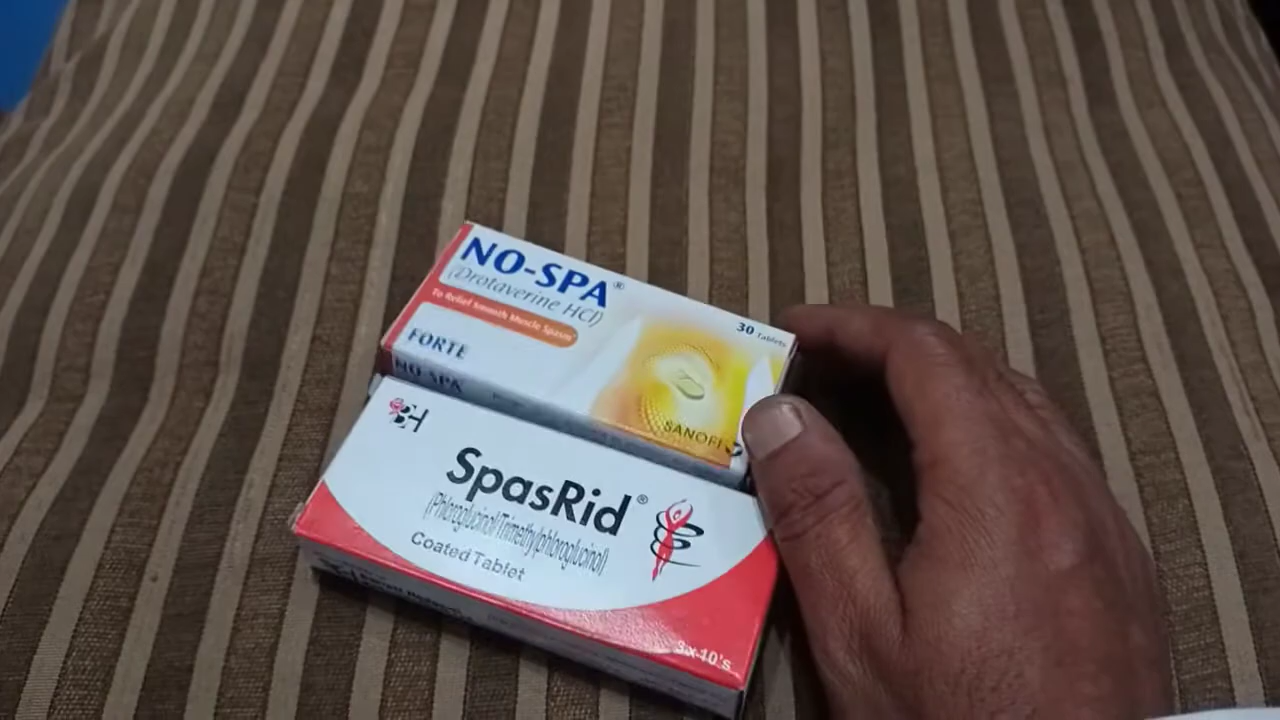 NO-SPA®
(Drotaverine HCl)
To Relief Smooth Muscle Spasm
30 Tablets
FORTE
SANOFI
NO-SPA
BH
SpasRid®
(Phloroglucinol/Trimethylphloroglucinol)
Coated Tablet
3x10's